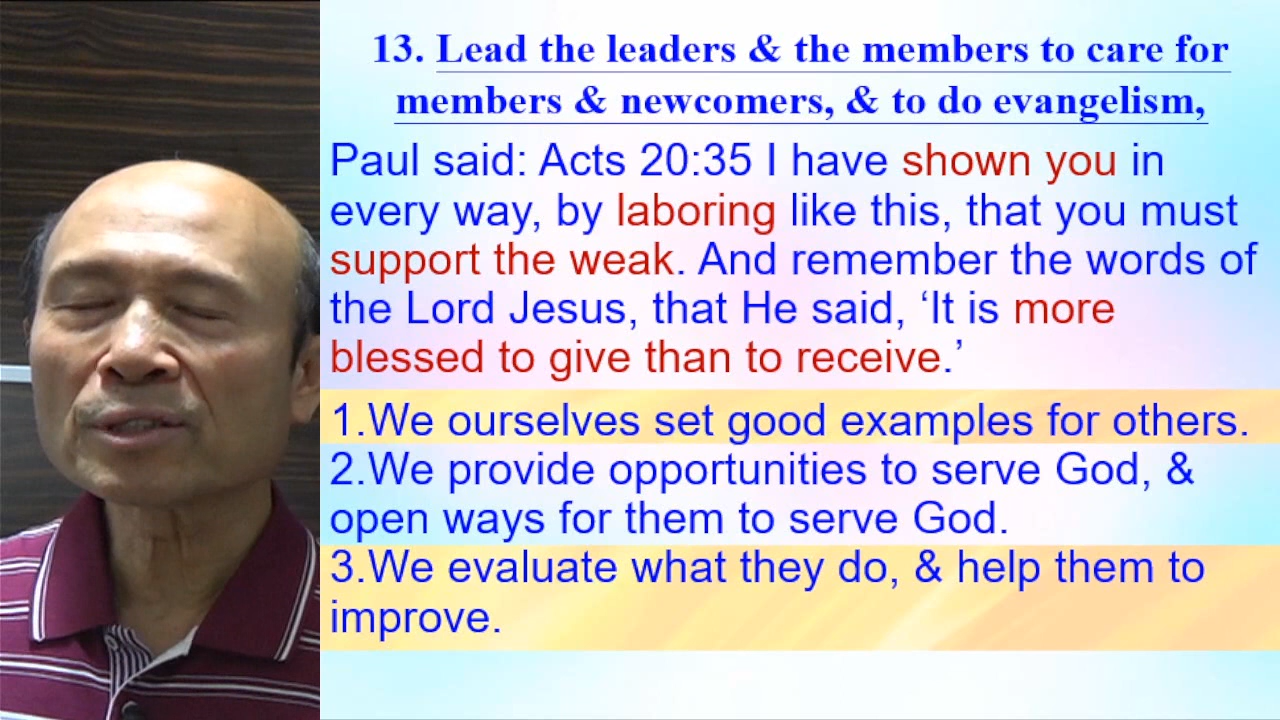 13. Lead the leaders & the members to care for
members & newcomers, & to do evangelism,
Paul said: Acts 20:35 I have shown you in
every way, by laboring like this, that you must
support the weak. And remember the words of
the Lord Jesus, that He said, ‘It is more
blessed to give than to receive.’
1.We ourselves set good examples for others.
2.We provide opportunities to serve God, &
open ways for them to serve God.
3.We evaluate what they do, & help them to
improve.